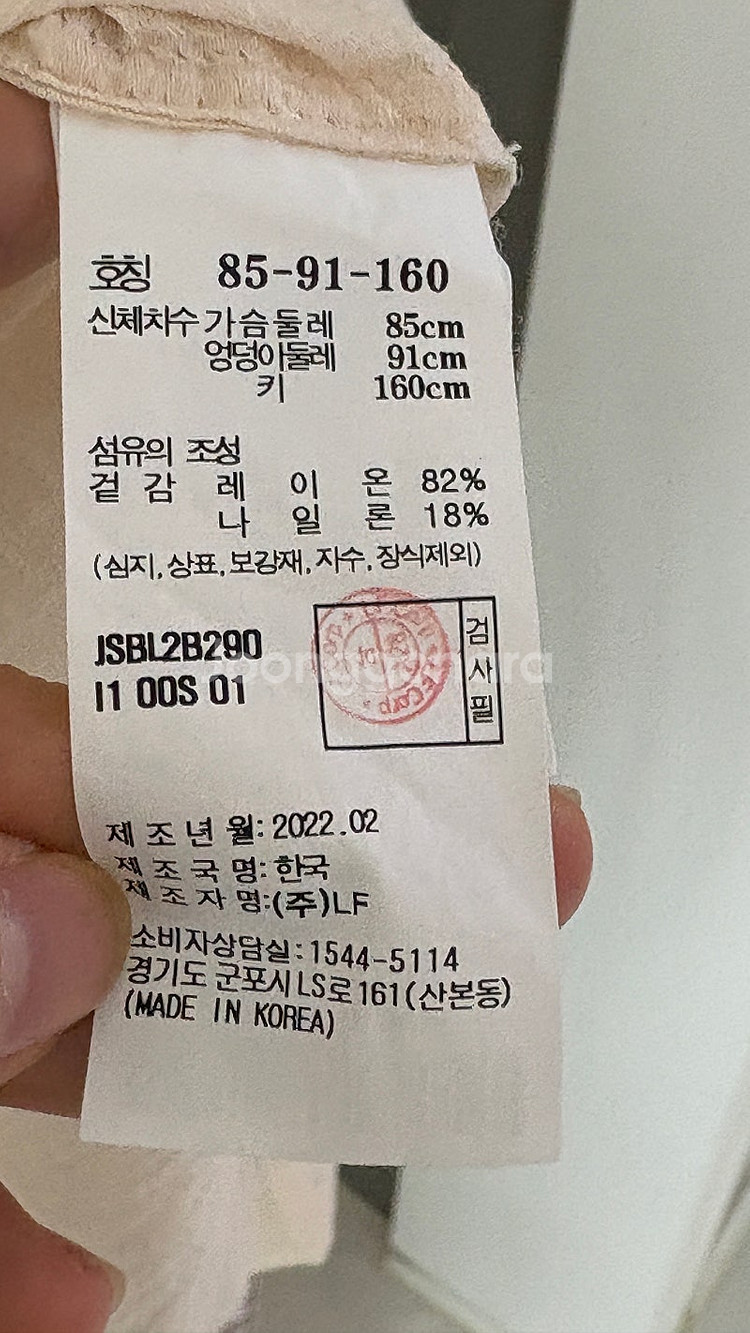 호칭 85-91-160
신체치수 가슴둘레 85cm
엉덩이둘레 91cm
키 160cm
섬유의 조성
겉감 레이온 82%
나일론 18%
(심지,상표,보강재,자수,장식제외)
JSBL2B290
I1 00S 01
검사필
제조년월:2022.02
제조국명:한국
제조자명:(주)LF
소비자상담실:1544-5114
경기도 군포시 LS로 161(산본동)
(MADE IN KOREA)